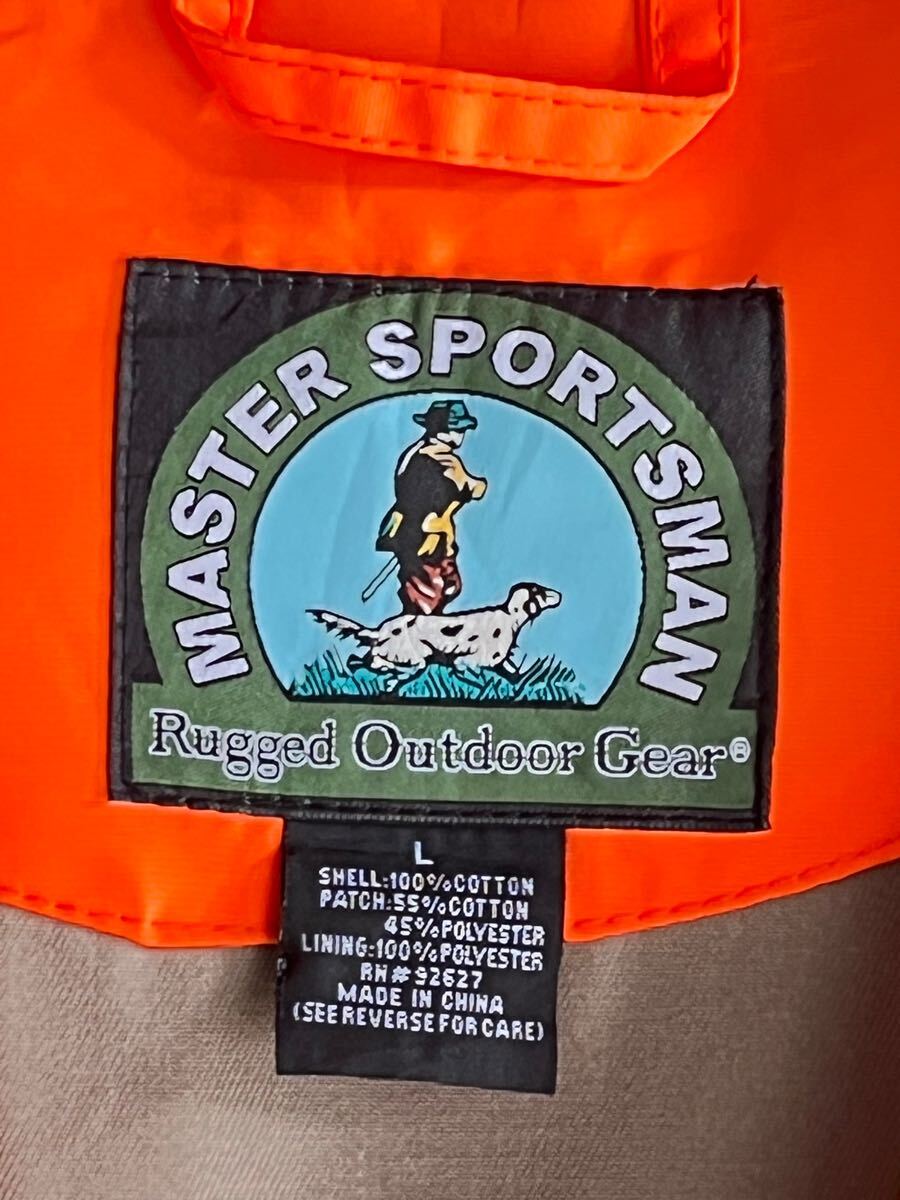 MASTER SPORTSMAN
Rugged Outdoor Gear®
L
SHELL:100%COTTON
PATCH:55%COTTON
45%POLYESTER
LINING:100%POLYESTER
RN#92627
MADE IN CHINA
(SEE REVERSE FOR CARE)